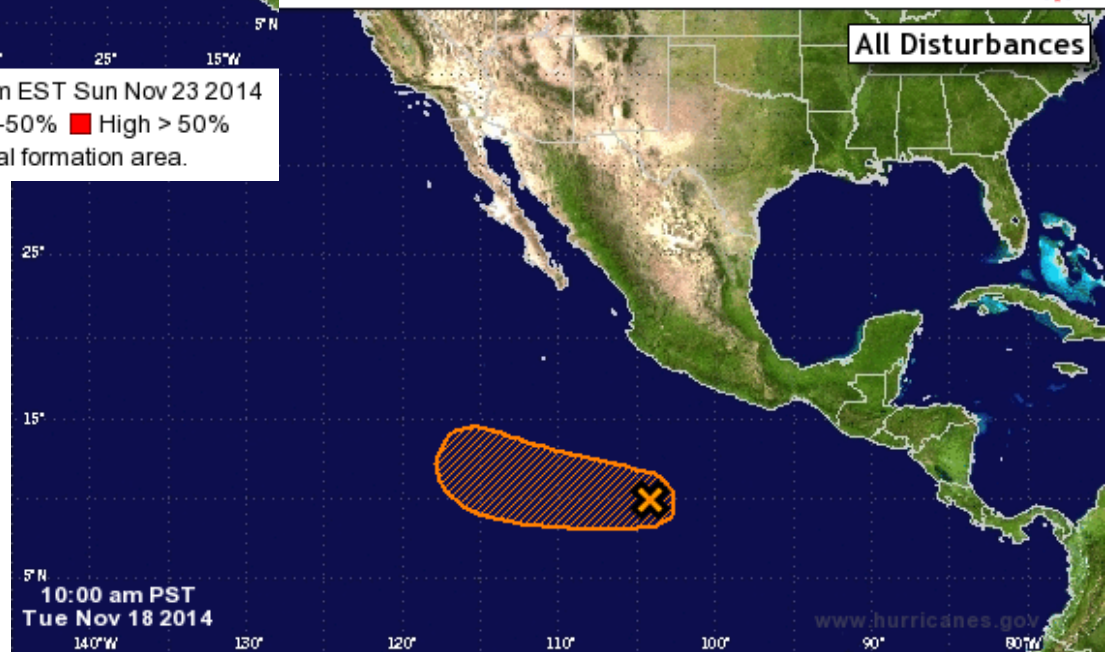 5°N
25° 15°W
All Disturbances
EST Sun Nov 23 2014
-50% High > 50%
formation area.
25°
15°
5°N
10:00 am PST
Tue Nov 18 2014
www.hurricanes.gov
140°W 130° 120° 110° 100° 90° 80°W